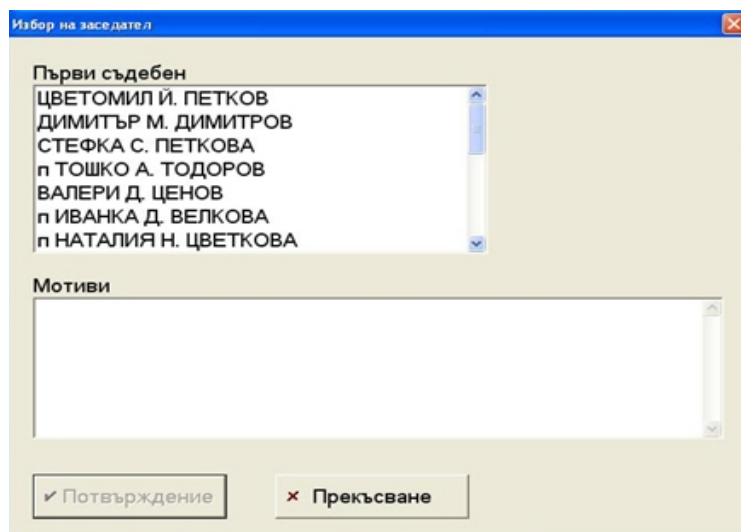 Избор на заседател
Първи съдебен
ЦВЕТОМИЛ Й. ПЕТКОВ
ДИМИТЪР М. ДИМИТРОВ
СТЕФКА С. ПЕТКОВА
п ТОШКО А. ТОДОРОВ
ВАЛЕРИ Д. ЦЕНОВ
п ИВАНКА Д. ВЕЛКОВА
п НАТАЛИЯ Н. ЦВЕТКОВА
Мотиви
Потвърждение
Прекъсване